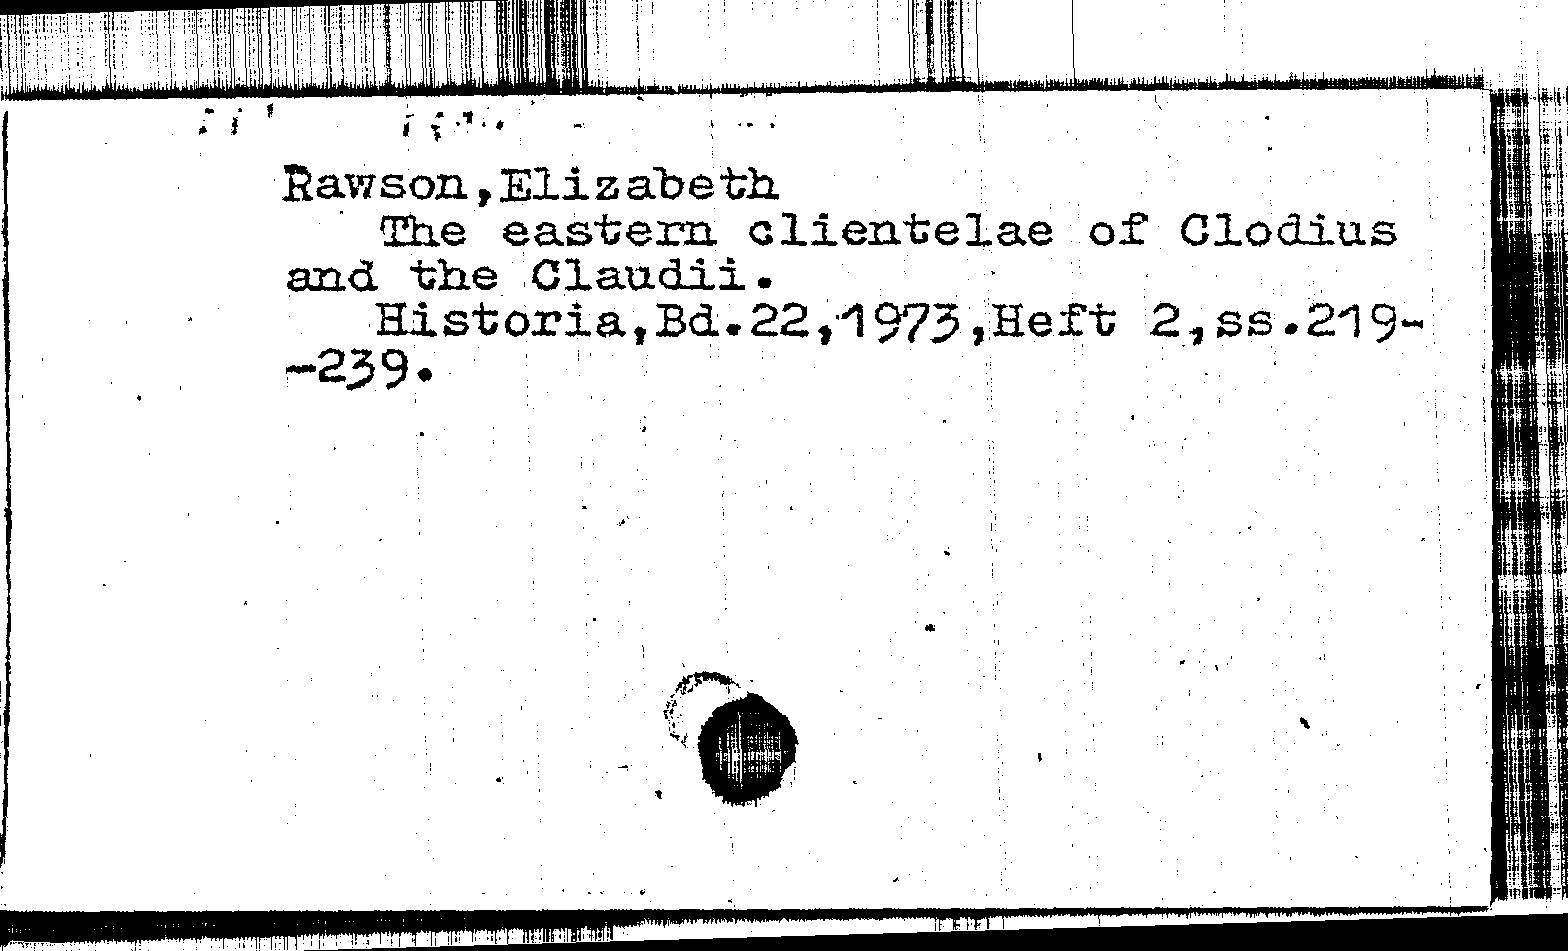 Rawson,Elizabeth
The eastern clientelae of Clodius
and the Claudii.
Historia,Bd.22,1973,Heft 2,ss.219-
-239.